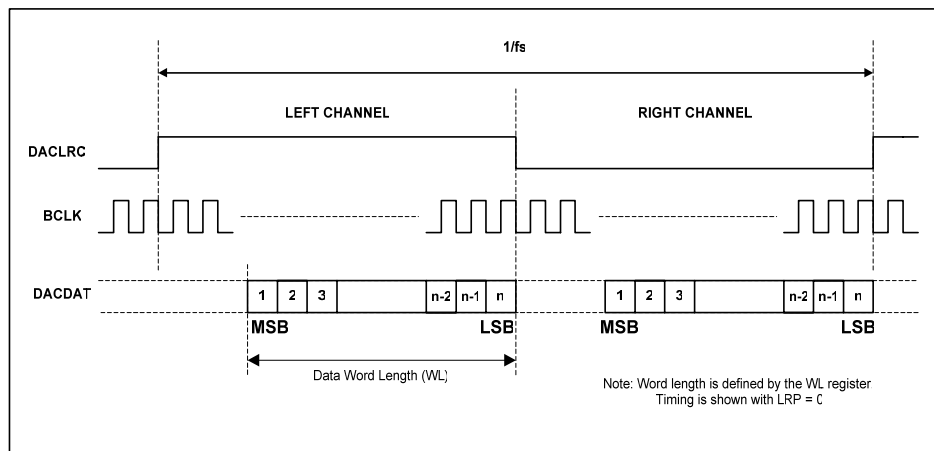 1/fs
LEFT CHANNEL RIGHT CHANNEL
DACLRC
BCLK
DACDAT
1 2 3 n-2 n-1 n 1 2 3 n-2 n-1 n
MSB LSB MSB LSB
Data Word Length (WL)
Note: Word length is defined by the WL register
Timing is shown with LRP = 0